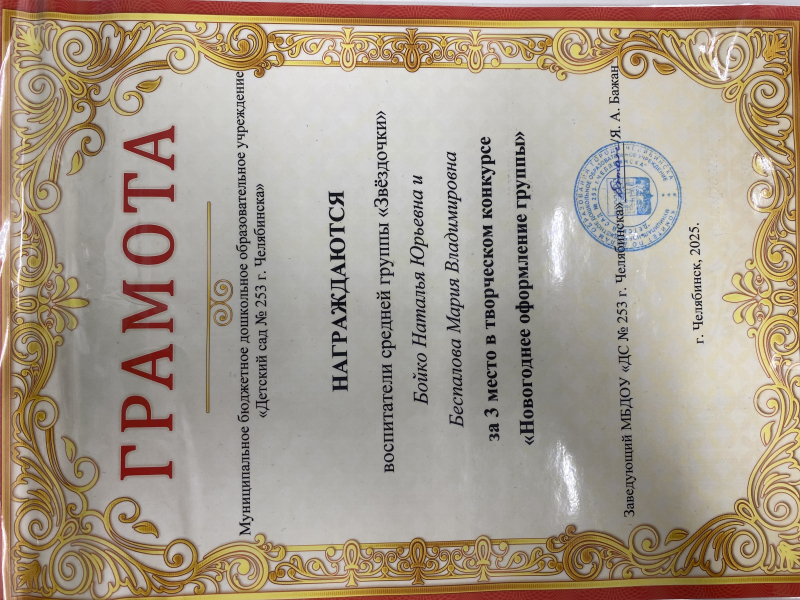 ГРАМОТА
Муниципальное бюджетное дошкольное образовательное учреждение
«Детский сад № 253 г. Челябинска»
НАГРАЖДАЮТСЯ
воспитатели средней группы «Звёздочки»
Бойко Наталья Юрьевна и
Беспалова Мария Владимировна
за 3 место в творческом конкурсе
«Новогоднее оформление группы»
Заведующий МБДОУ «ДС № 253 г. Челябинска» /Я. А. Бажан
г. Челябинск, 2025.